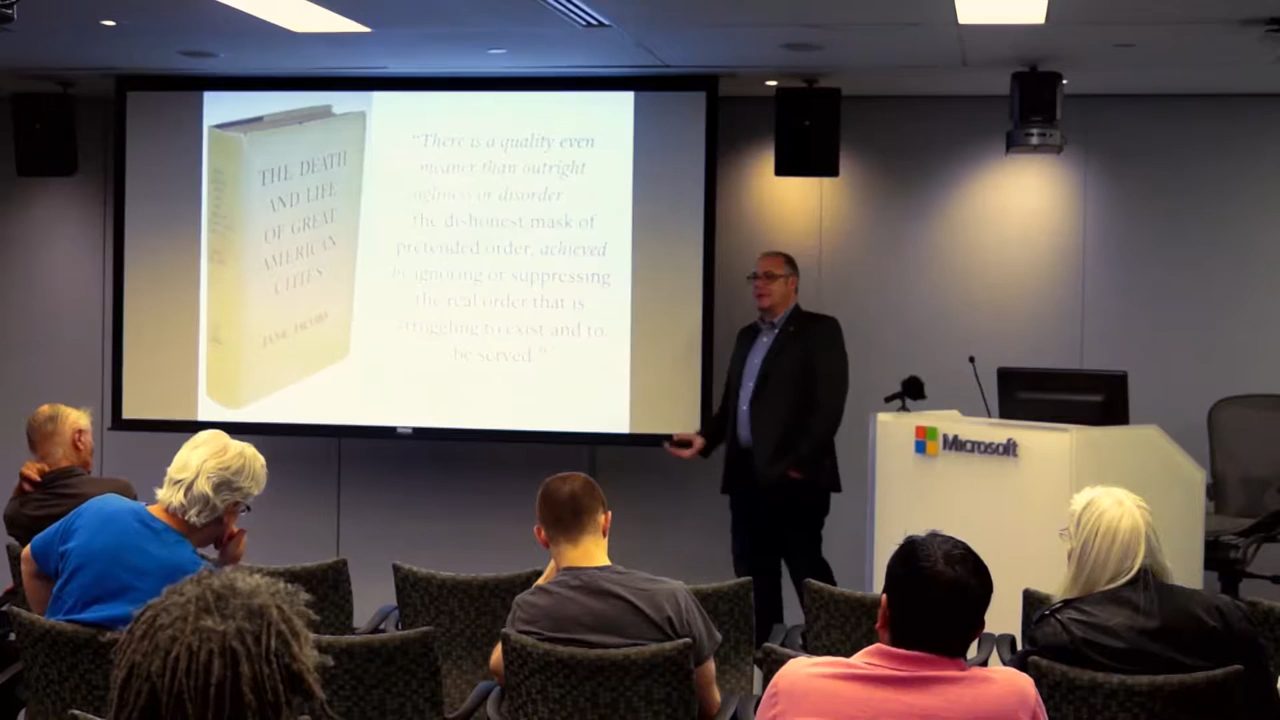 THE DEATH
AND LIFE
OF GREAT
AMERICAN
CITIES
JANE JACOBS
“There is a quality even
meaner than outright
ugliness or disorder
the dishonest mask of
pretended order, achieved
by ignoring or suppressing
the real order that is
struggling to exist and to
be served.”
Microsoft